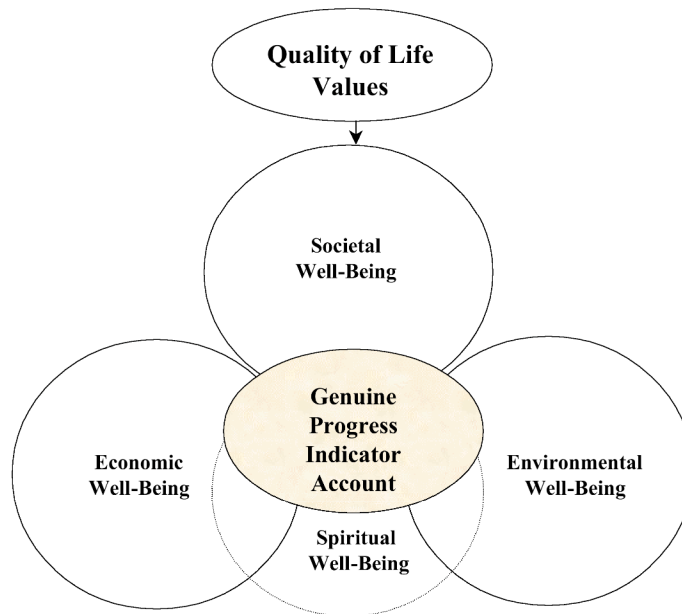 Quality of Life
Values
Societal
Well-Being
Genuine
Progress
Indicator
Account
Economic
Well-Being
Environmental
Well-Being
Spiritual
Well-Being